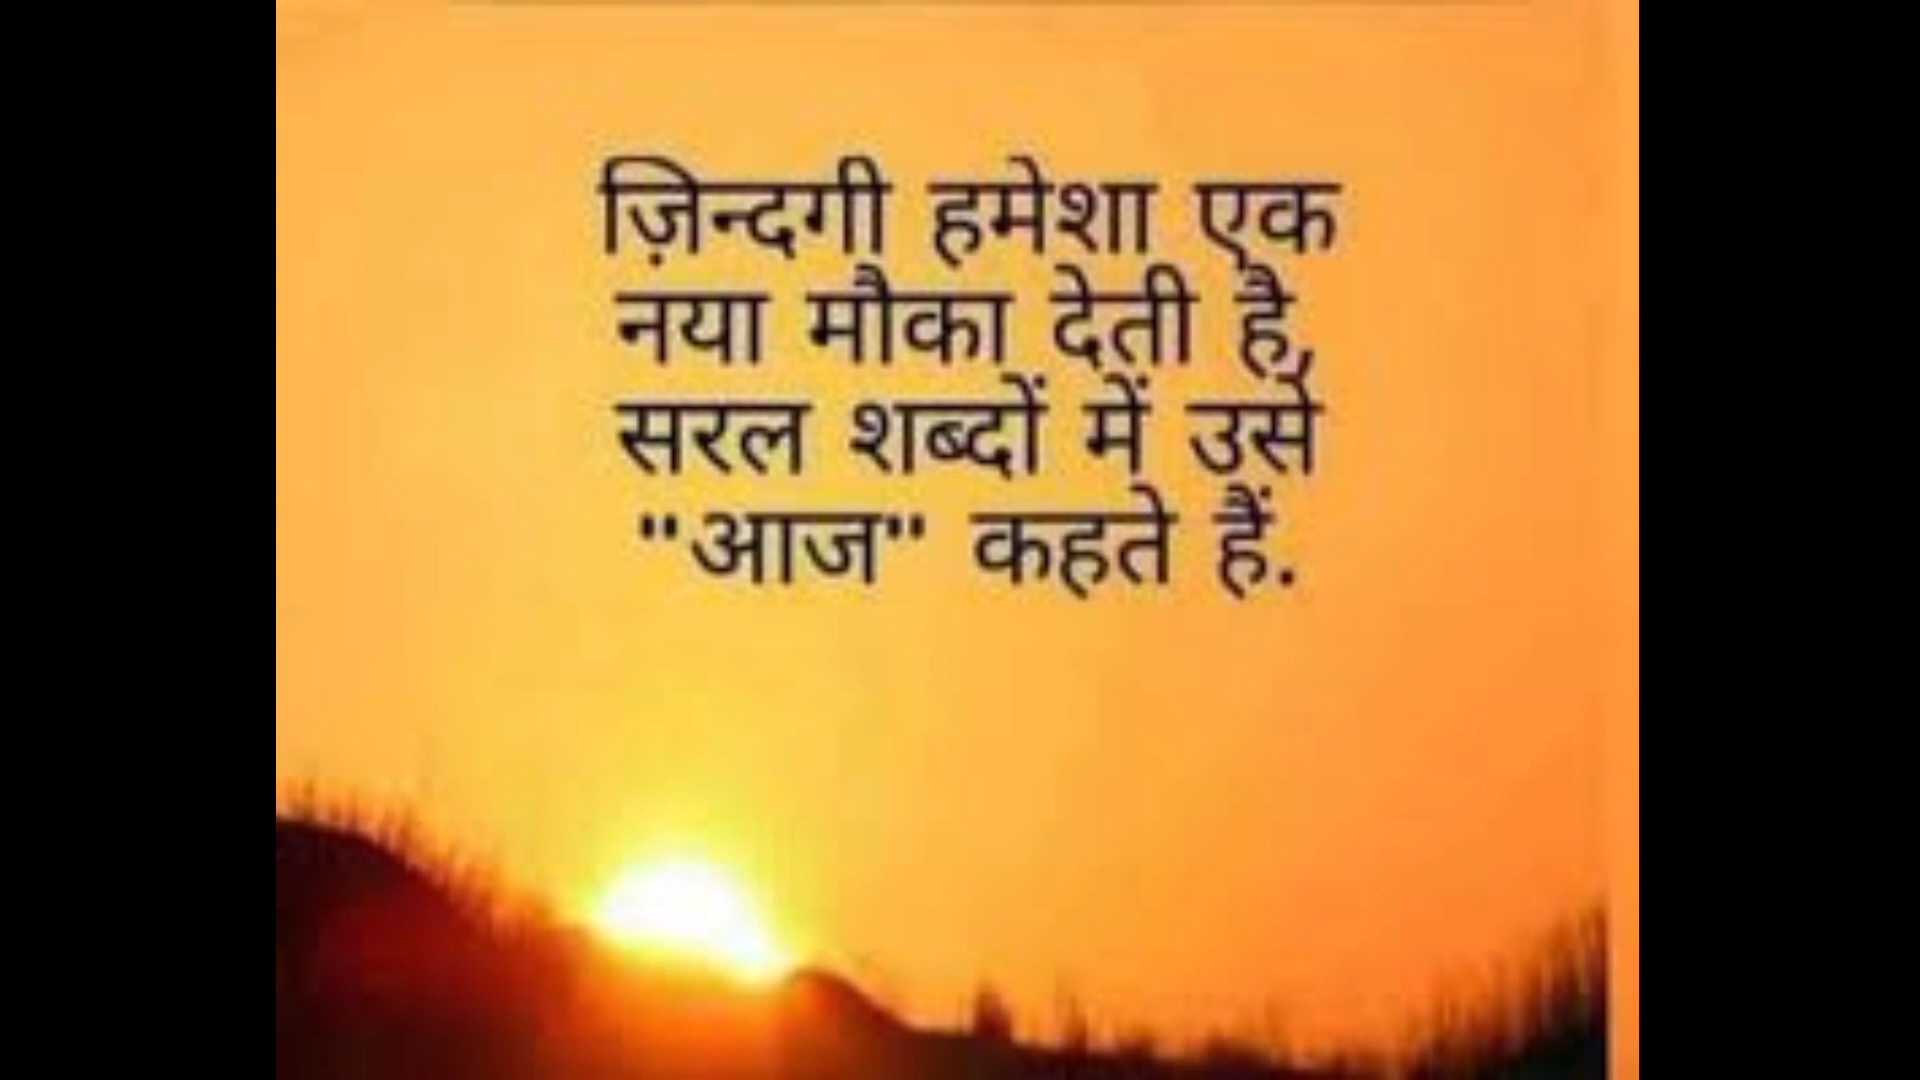 ज़िन्दगी हमेशा एक
नया मौका देती है,
सरल शब्दों में उसे
"आज" कहते हैं.